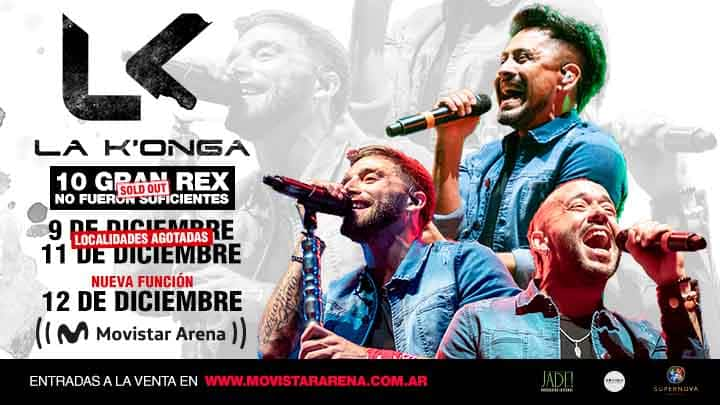 LK
LA K'ONGA
10 GRAN REX
SOLD OUT
NO FUERON SUFICIENTES
9 DE DICIEMBRE
LOCALIDADES AGOTADAS
11 DE DICIEMBRE
NUEVA FUNCIÓN
12 DE DICIEMBRE
Movistar Arena
ENTRADAS A LA VENTA EN WWW.MOVISTARARENA.COM.AR
JADE!
SUPERNOVA